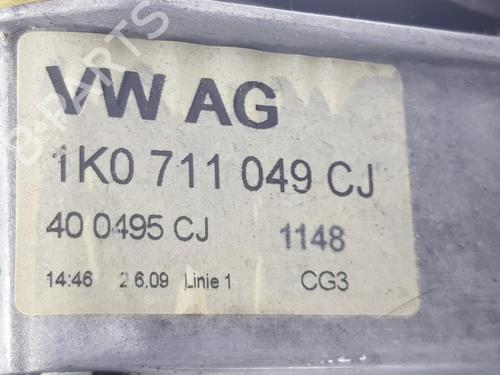 VW AG
1K0 711 049 CJ
40 0495 CJ 1148
14:46 2 6.09 Linie 1 CG3
B-PARTS